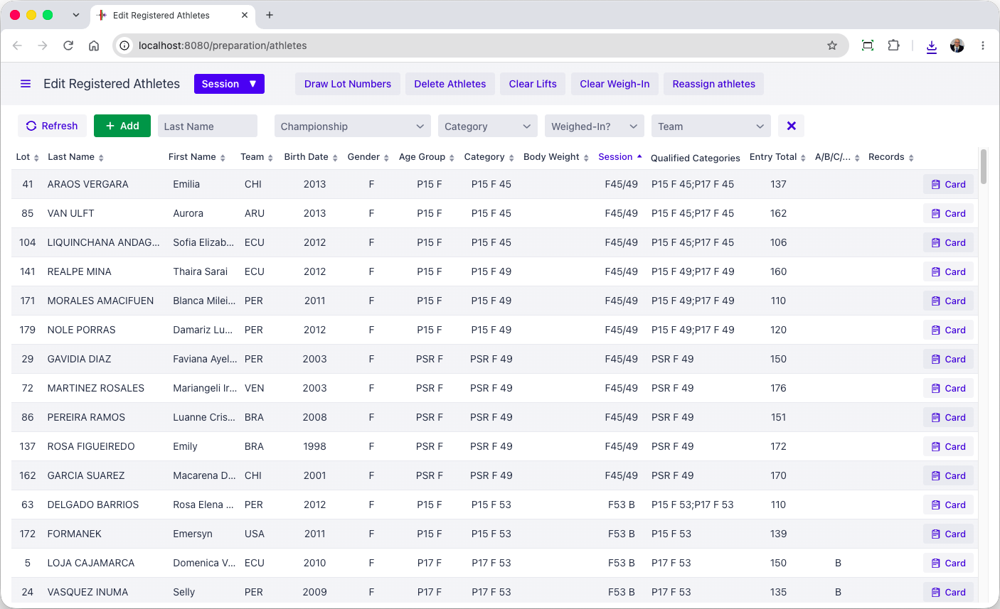 Edit Registered Athletes
localhost:8080/preparation/athletes
Edit Registered Athletes Session ▼ Draw Lot Numbers Delete Athletes Clear Lifts Clear Weigh-In Reassign athletes
Refresh + Add Last Name Championship Category Weighed-In? Team
Lot Last Name First Name Team Birth Date Gender Age Group Category Body Weight Session Qualified Categories Entry Total A/B/C/... Records
41 ARAOS VERGARA Emilia CHI 2013 F P15 F P15 F 45 F45/49 P15 F 45;P17 F 45 137 Card
85 VAN ULFT Aurora ARU 2013 F P15 F P15 F 45 F45/49 P15 F 45;P17 F 45 162 Card
104 LIQUINCHANA ANDAG... Sofia Elizab... ECU 2012 F P15 F P15 F 45 F45/49 P15 F 45;P17 F 45 106 Card
141 REALPE MINA Thaira Sarai ECU 2012 F P15 F P15 F 49 F45/49 P15 F 49;P17 F 49 160 Card
171 MORALES AMACIFUEN Blanca Milei... PER 2011 F P15 F P15 F 49 F45/49 P15 F 49;P17 F 49 110 Card
179 NOLE PORRAS Damariz Lu... PER 2012 F P15 F P15 F 49 F45/49 P15 F 49;P17 F 49 120 Card
29 GAVIDIA DIAZ Faviana Ayel... PER 2003 F PSR F PSR F 49 F45/49 PSR F 49 150 Card
72 MARTINEZ ROSALES Mariangeli Ir... VEN 2003 F PSR F PSR F 49 F45/49 PSR F 49 176 Card
86 PEREIRA RAMOS Luanne Cris... BRA 2008 F PSR F PSR F 49 F45/49 PSR F 49 151 Card
137 ROSA FIGUEIREDO Emily BRA 1998 F PSR F PSR F 49 F45/49 PSR F 49 172 Card
162 GARCIA SUAREZ Macarena D... CHI 2001 F PSR F PSR F 49 F45/49 PSR F 49 170 Card
63 DELGADO BARRIOS Rosa Elena ... PER 2012 F P15 F P15 F 53 F53 B P15 F 53;P17 F 53 110 Card
172 FORMANEK Emersyn USA 2011 F P15 F P15 F 53 F53 B P15 F 53 139 Card
5 LOJA CAJAMARCA Domenica V... ECU 2010 F P17 F P17 F 53 F53 B P17 F 53 150 B Card
24 VASQUEZ INUMA Selly PER 2009 F P17 F P17 F 53 F53 B P17 F 53 135 B Card